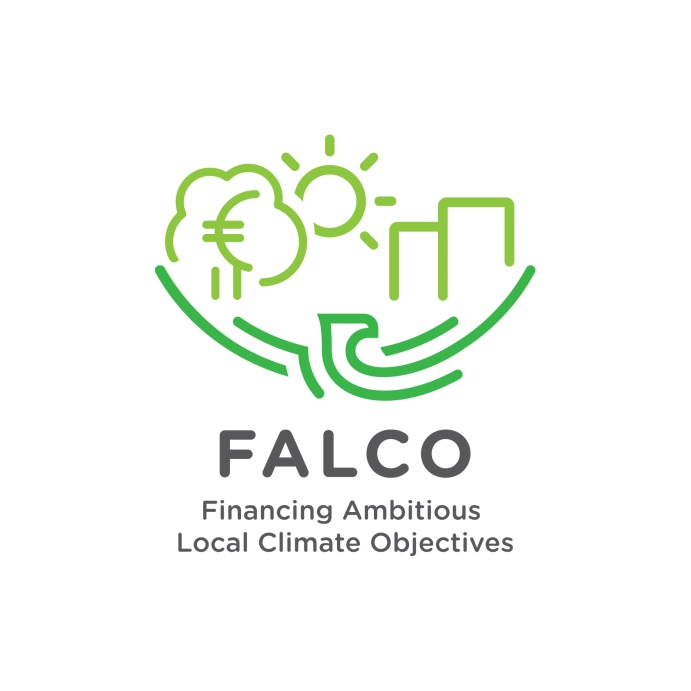 €
FALCO
Financing Ambitious
Local Climate Objectives